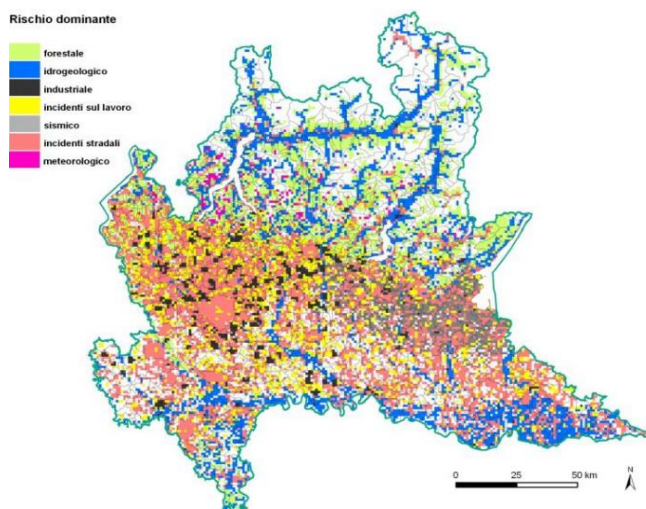 Rischio dominante
forestale
idrogeologico
industriale
incidenti sul lavoro
sismico
incidenti stradali
meteorologico
0 25 50 km
N